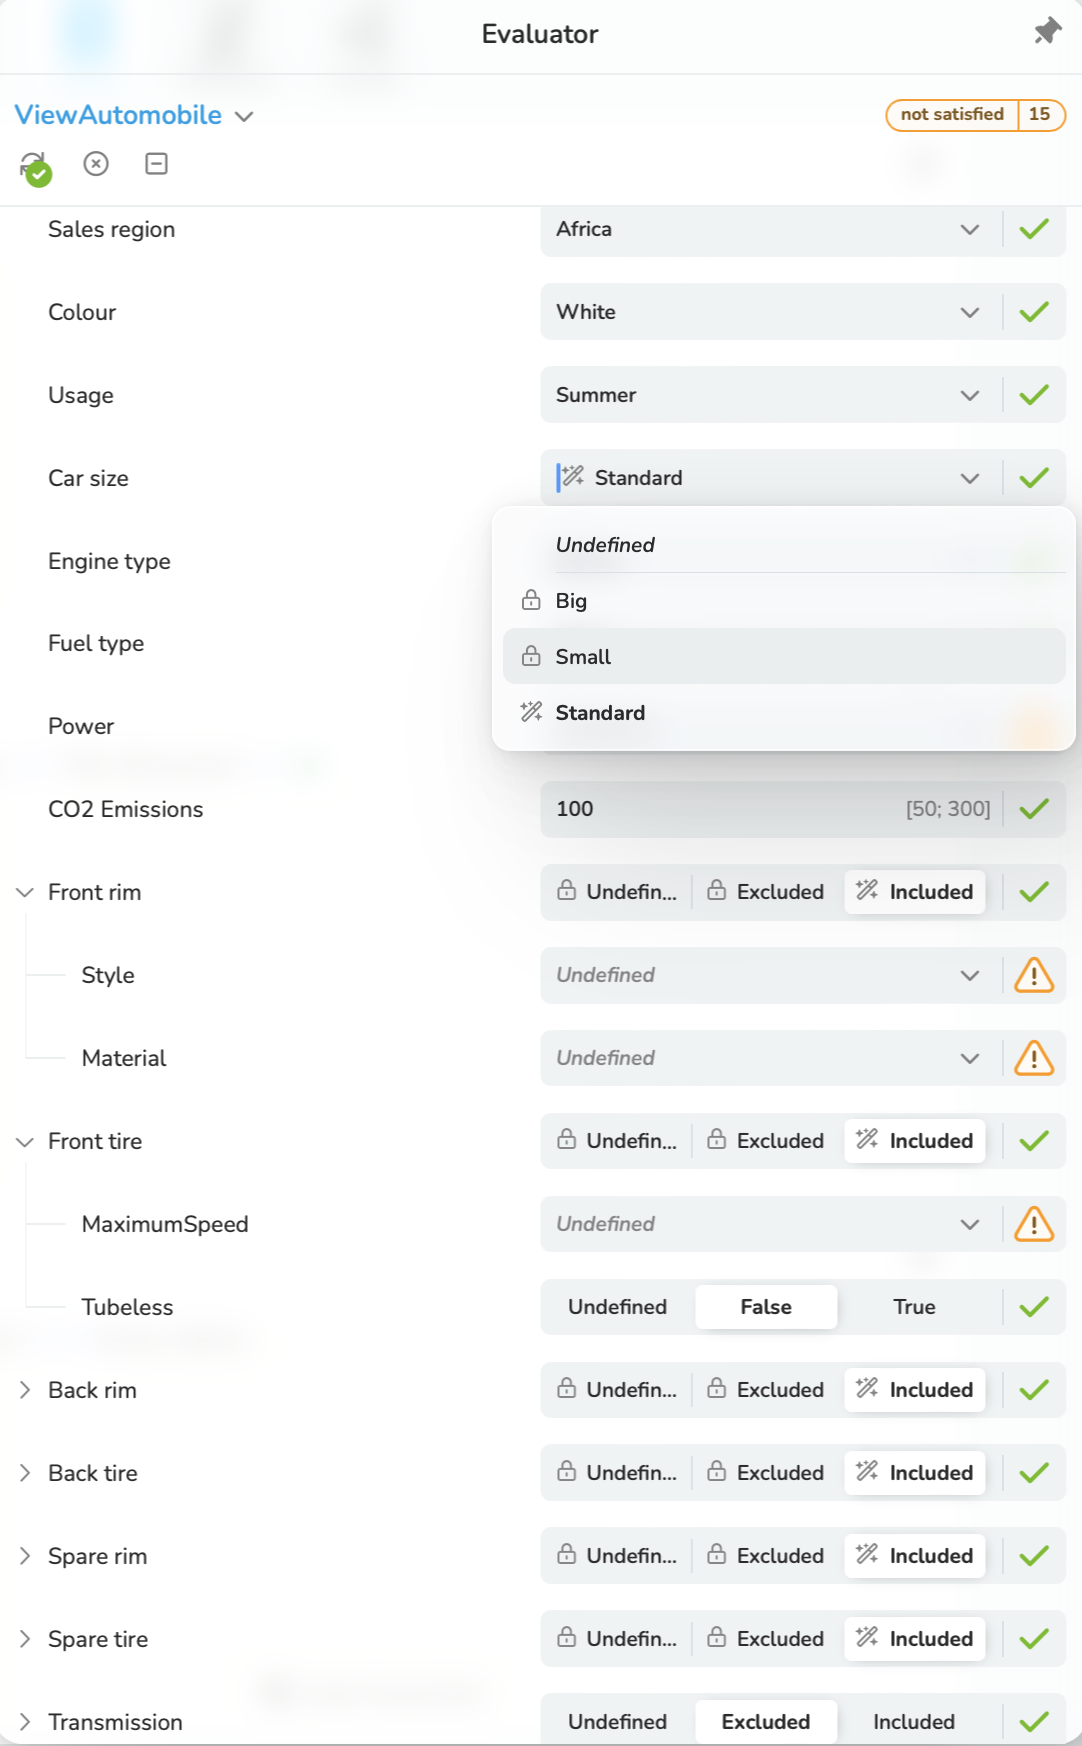 Evaluator
ViewAutomobile
not satisfied 15
Sales region Africa
Colour White
Usage Summer
Car size Standard
Undefined
Engine type
Big
Fuel type
Small
Standard
Power
CO2 Emissions 100 [50; 300]
Front rim Undefin... Excluded Included
Style Undefined
Material Undefined
Front tire Undefin... Excluded Included
MaximumSpeed Undefined
Tubeless Undefined False True
Back rim Undefin... Excluded Included
Back tire Undefin... Excluded Included
Spare rim Undefin... Excluded Included
Spare tire Undefin... Excluded Included
Transmission Undefined Excluded Included